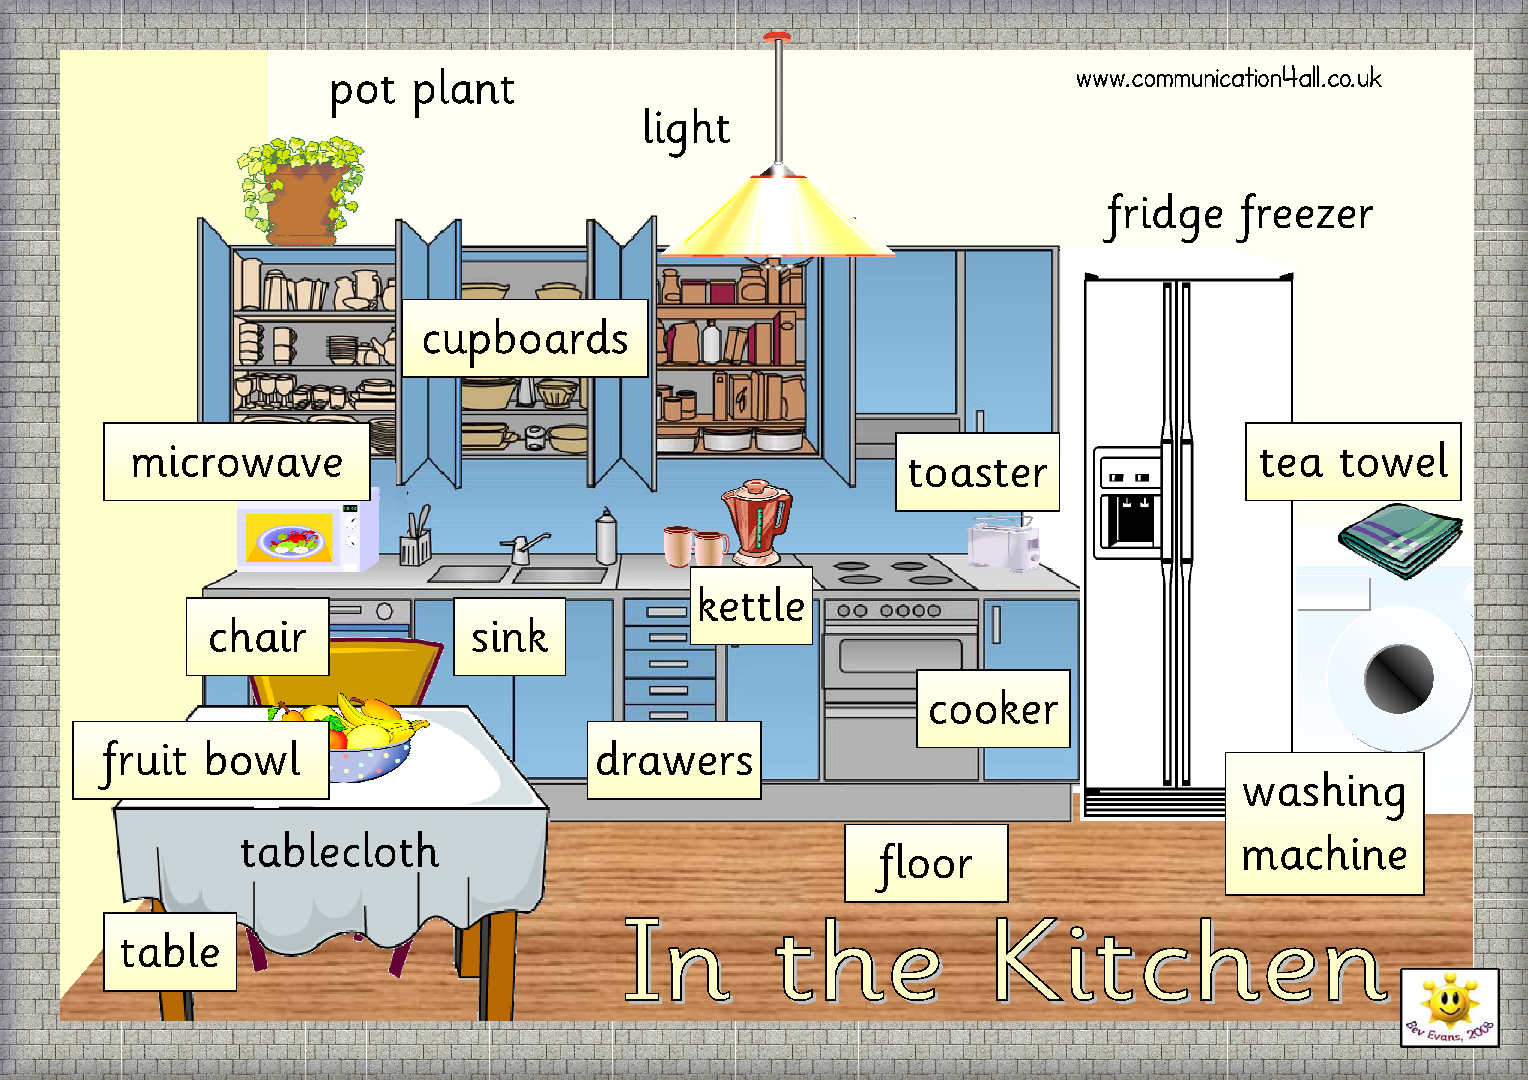 www.communication4all.co.uk
pot plant
light
fridge freezer
cupboards
microwave
toaster
tea towel
kettle
chair
sink
cooker
fruit bowl
drawers
washing
machine
tablecloth
floor
table
In the Kitchen
Bev Evans, 2008